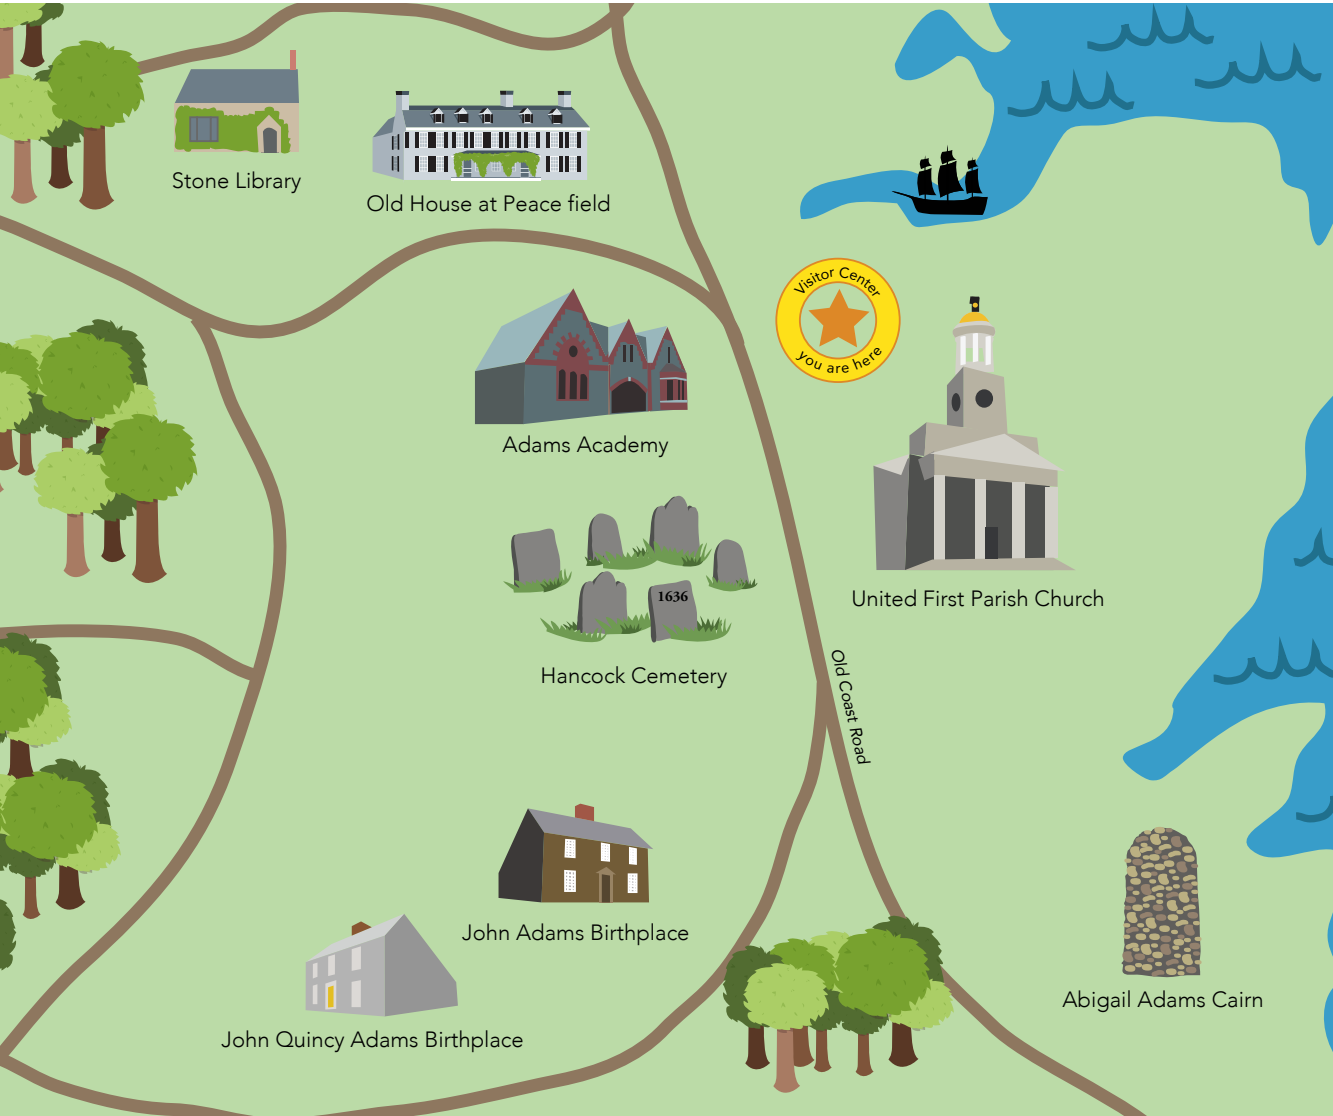 Stone Library
Old House at Peace field
Visitor Center
you are here
Adams Academy
1636
Hancock Cemetery
United First Parish Church
Old Coast Road
John Adams Birthplace
John Quincy Adams Birthplace
Abigail Adams Cairn